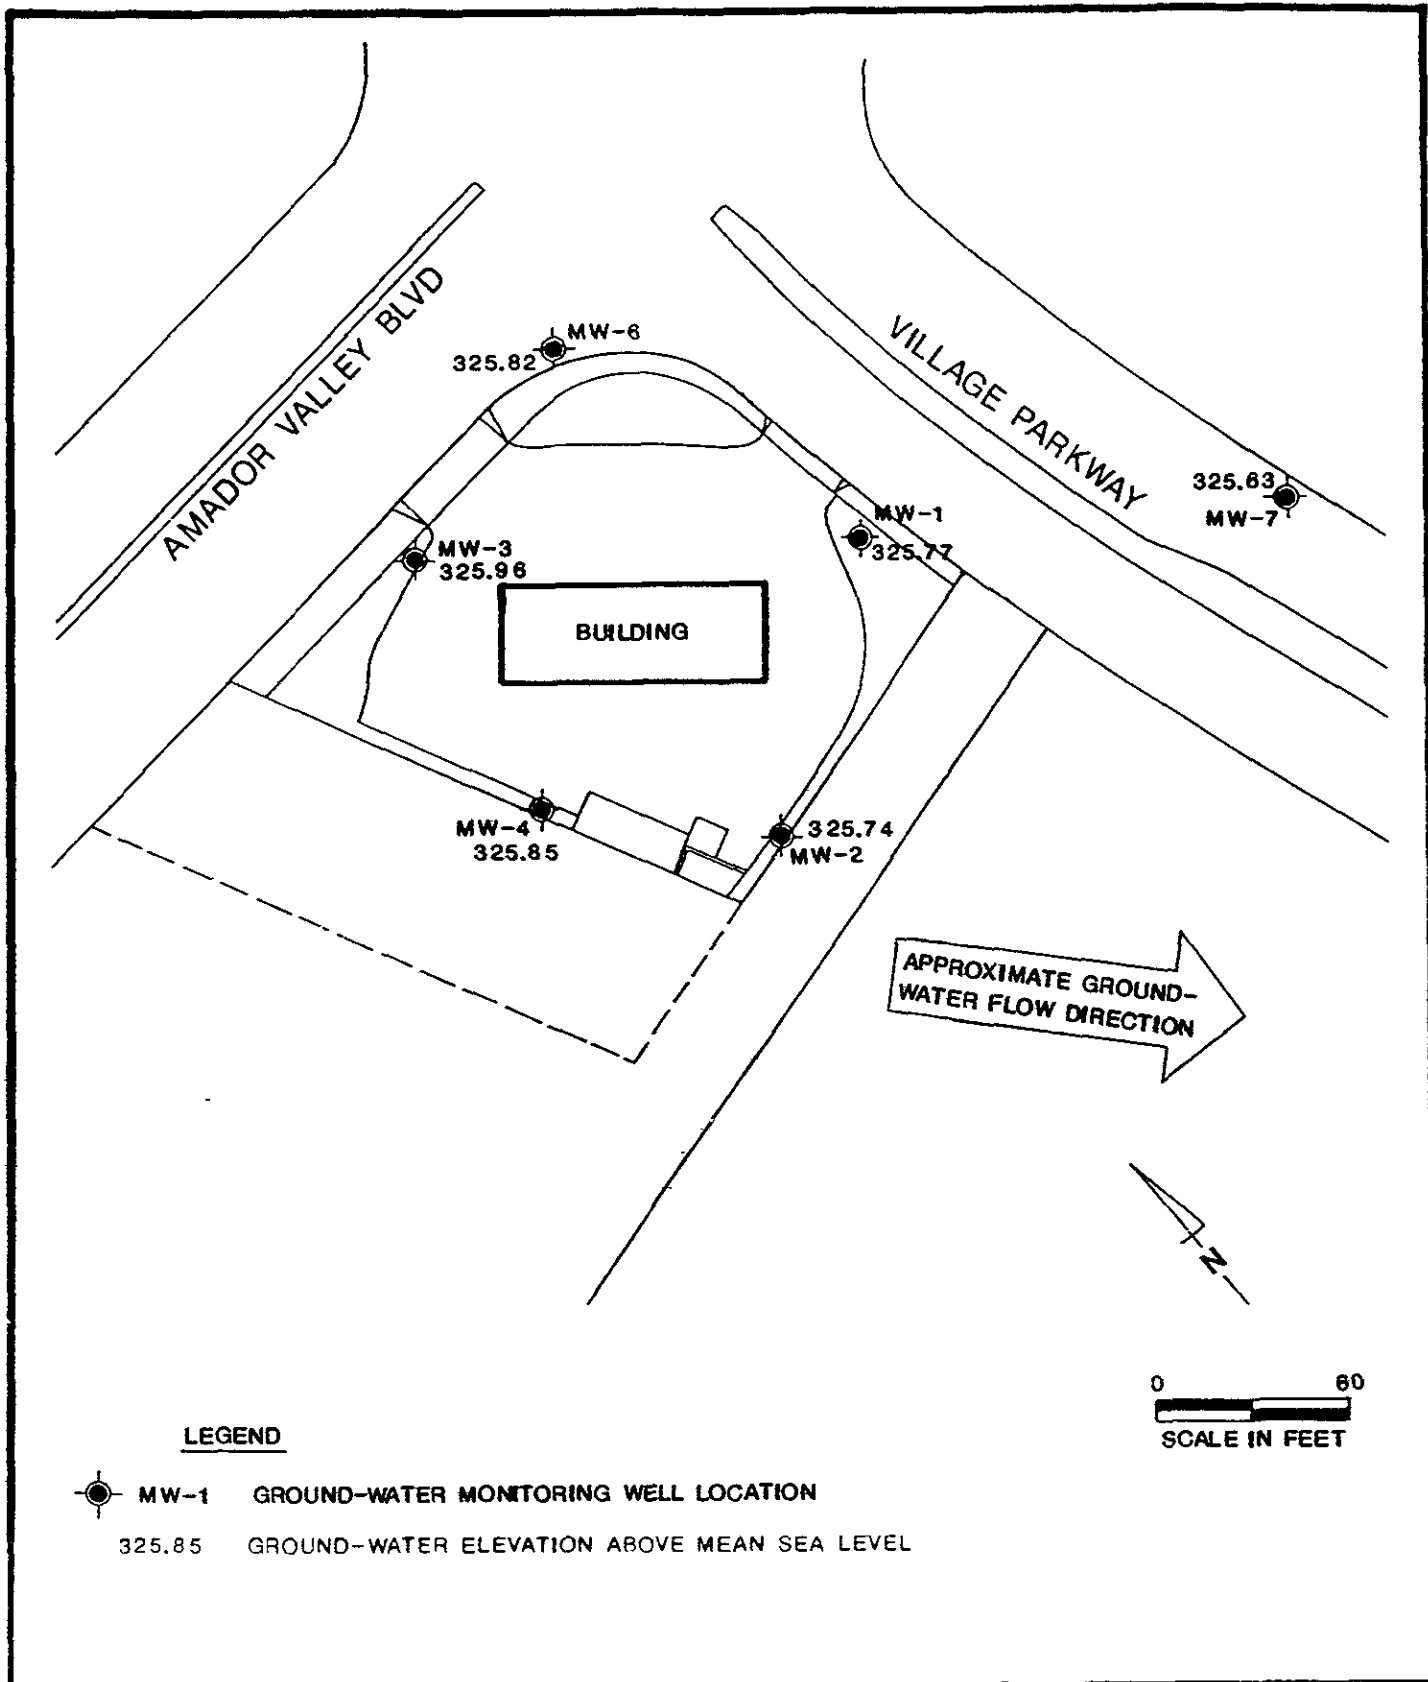 AMADOR VALLEY BLVD
VILLAGE PARKWAY
MW-6
325.82
325.63
MW-7
MW-1
325.77
MW-3
325.96
BUILDING
MW-4
325.85
325.74
MW-2
APPROXIMATE GROUND-
WATER FLOW DIRECTION
N
0 60
SCALE IN FEET
LEGEND
MW-1 GROUND-WATER MONITORING WELL LOCATION
325.85 GROUND-WATER ELEVATION ABOVE MEAN SEA LEVEL